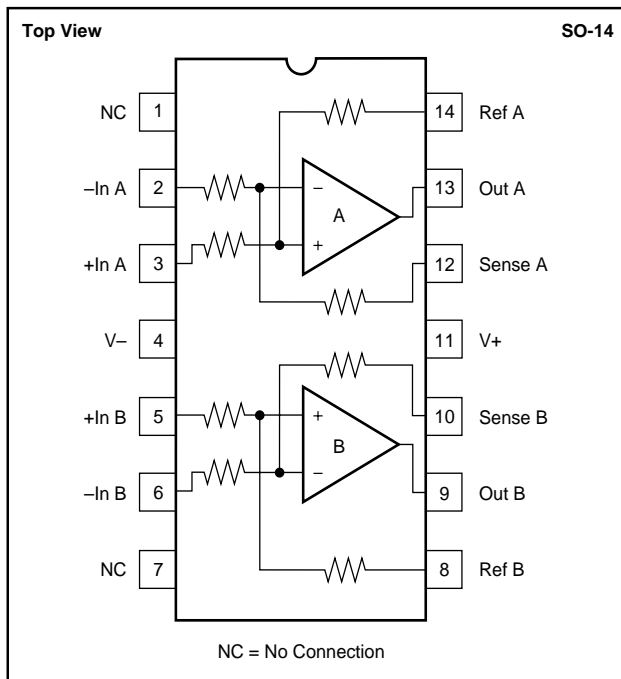 Top View SO-14
NC 1 14 Ref A
–In A 2 – 13 Out A
A
+In A 3 + 12 Sense A
V– 4 11 V+
+In B 5 + 10 Sense B
B
–In B 6 – 9 Out B
NC 7 8 Ref B
NC = No Connection